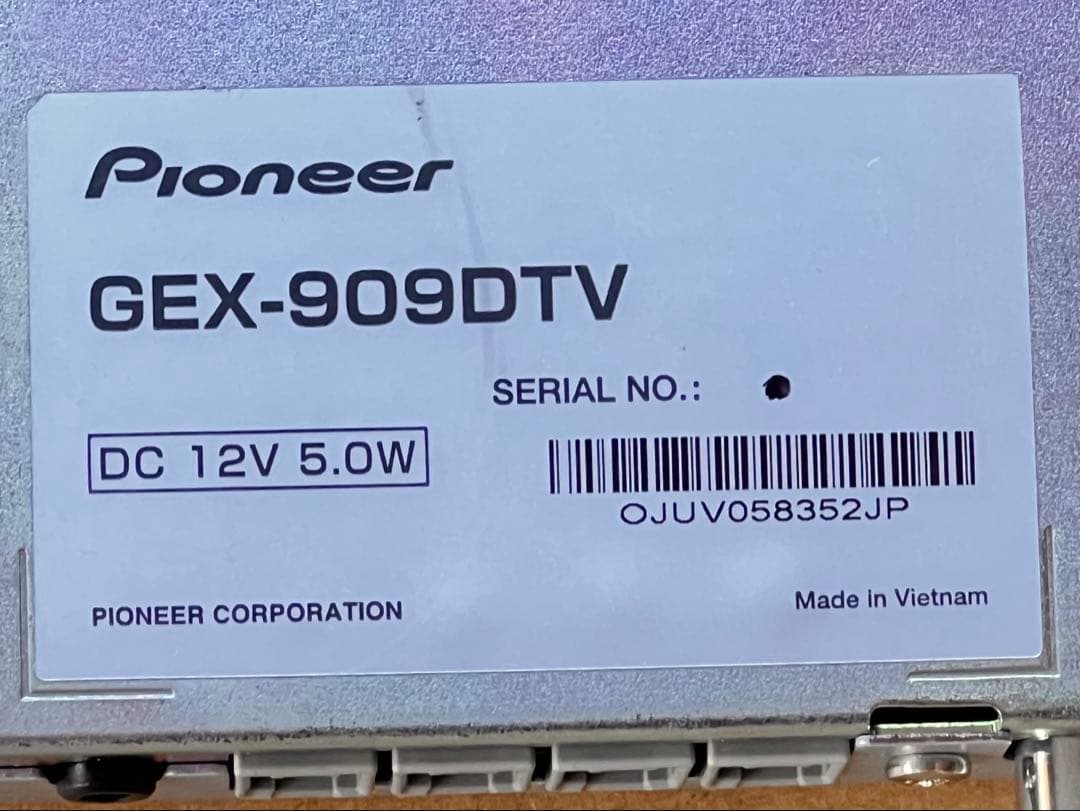 Pioneer
GEX-909DTV
SERIAL NO.:
DC 12V 5.0W
OJUV058352JP
PIONEER CORPORATION
Made in Vietnam